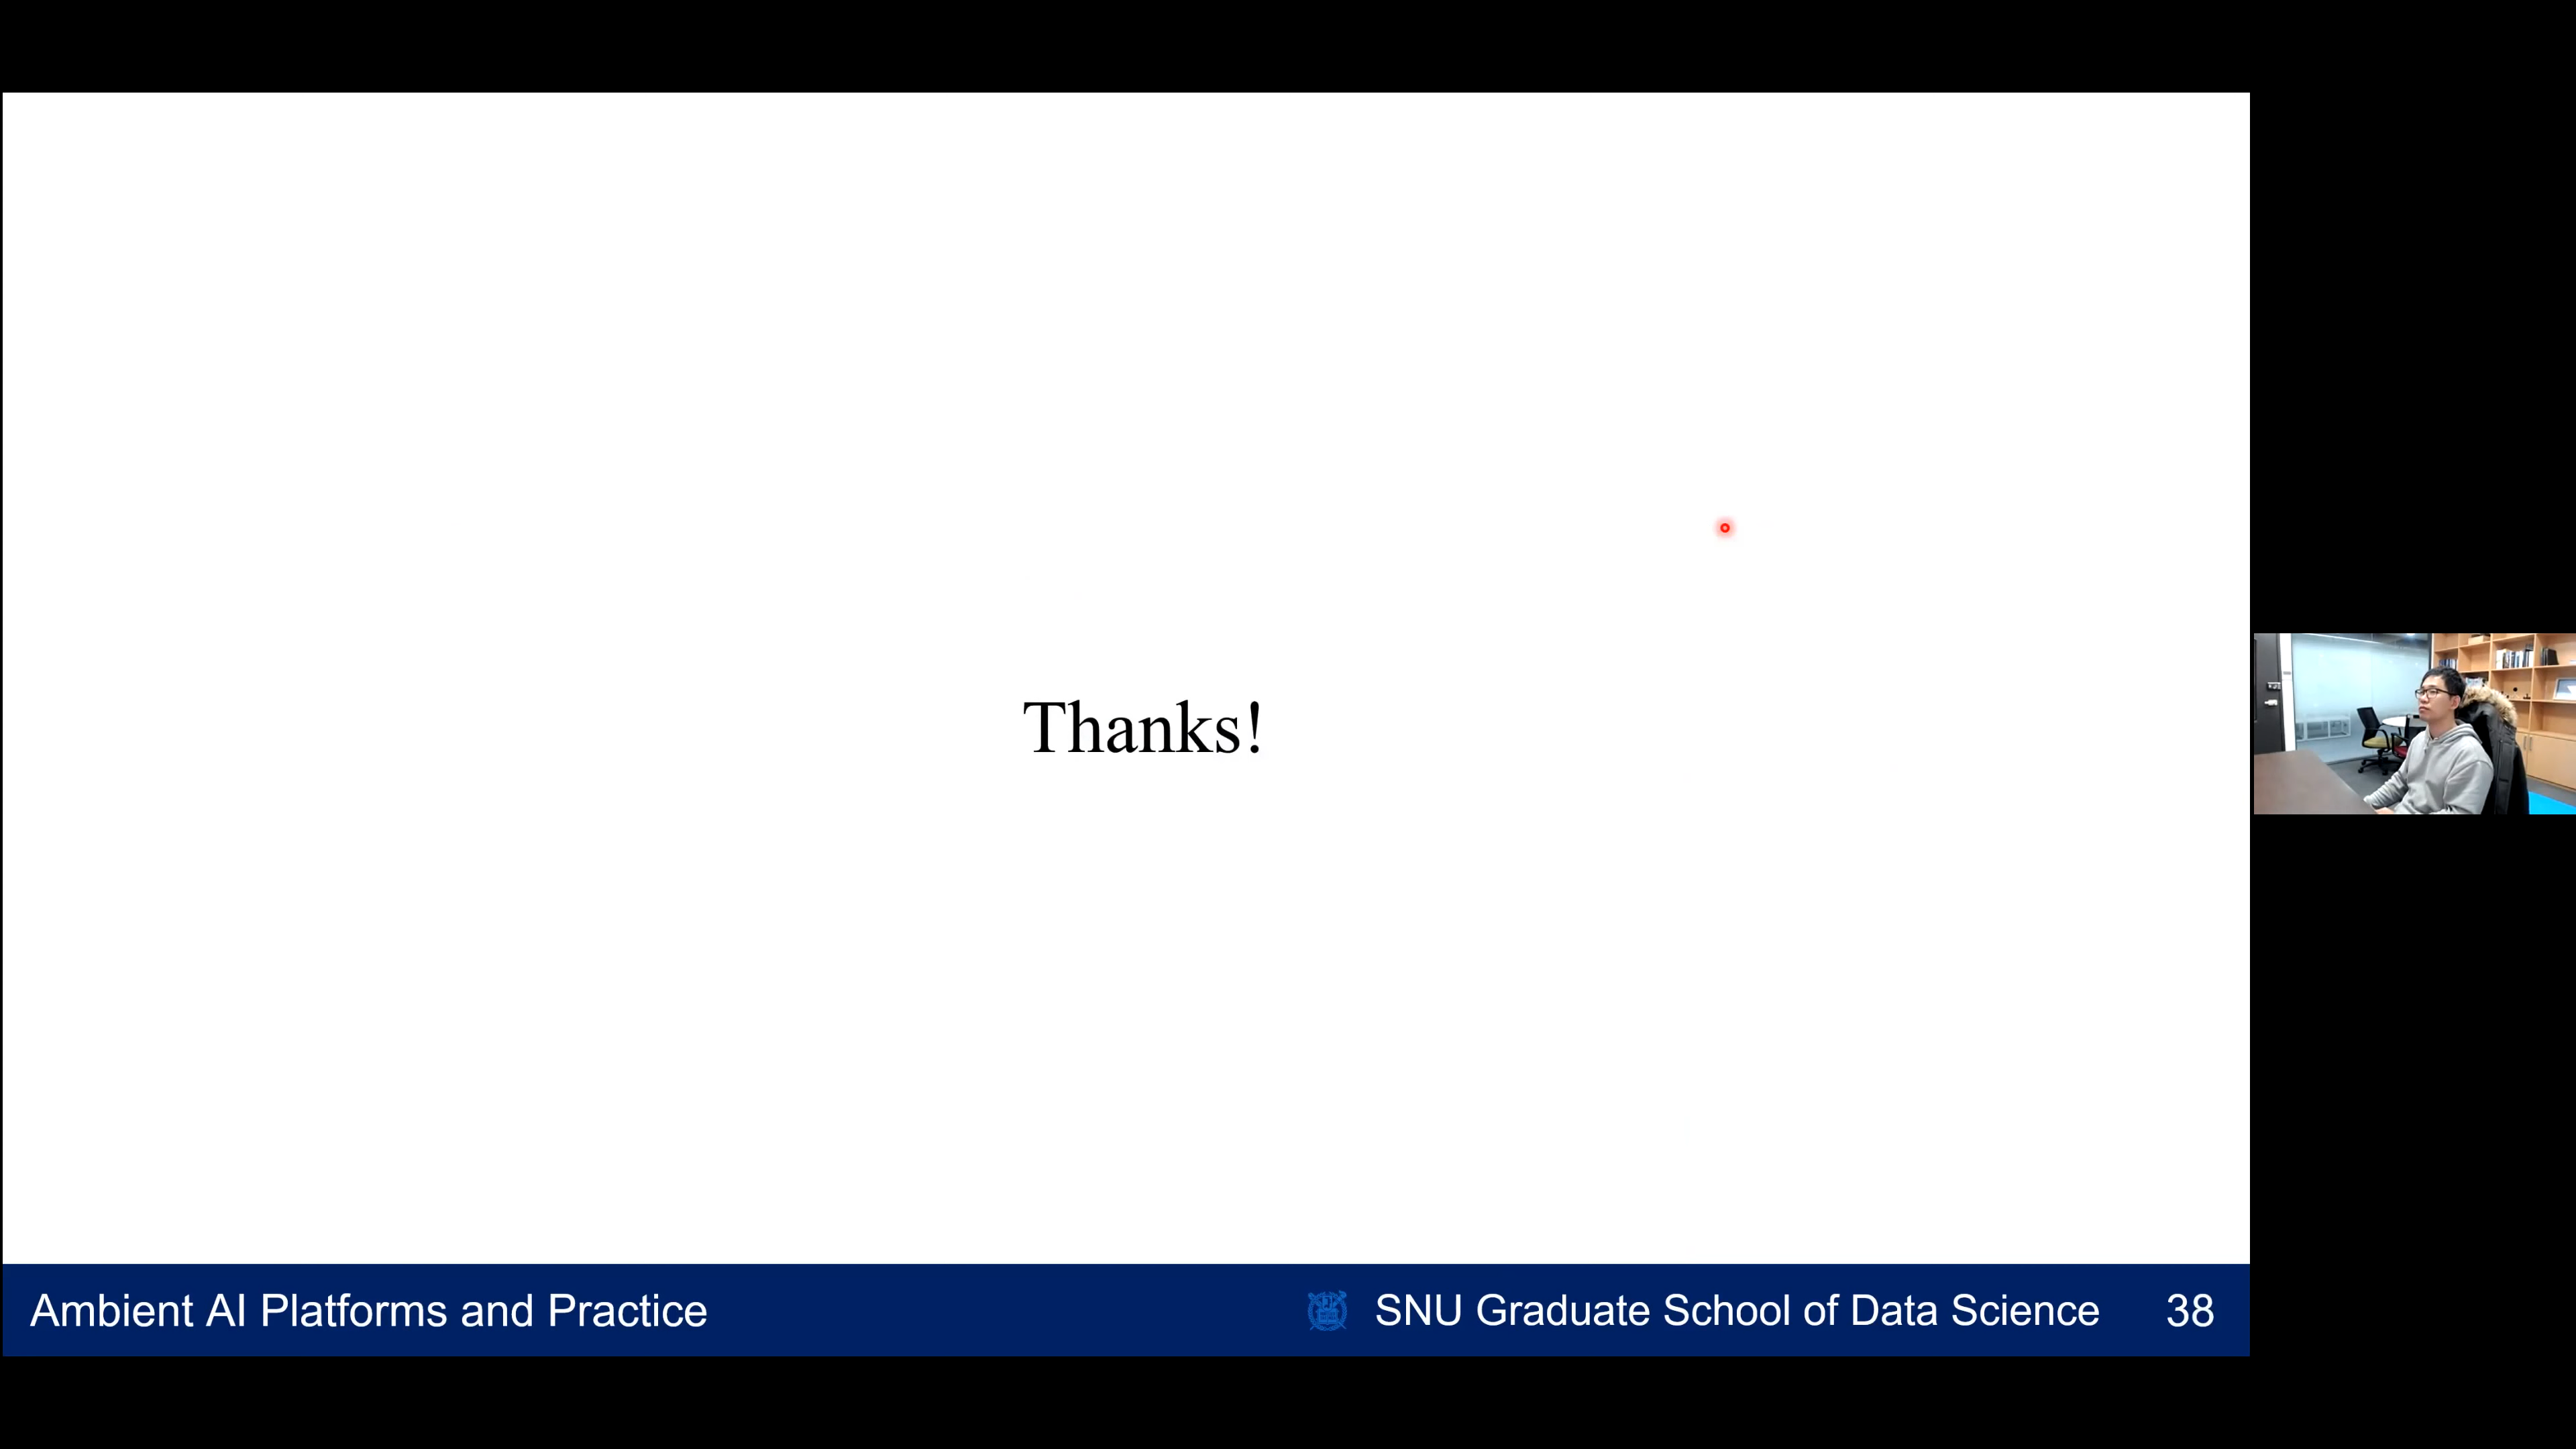 Thanks!
Ambient AI Platforms and Practice
SNU Graduate School of Data Science
38